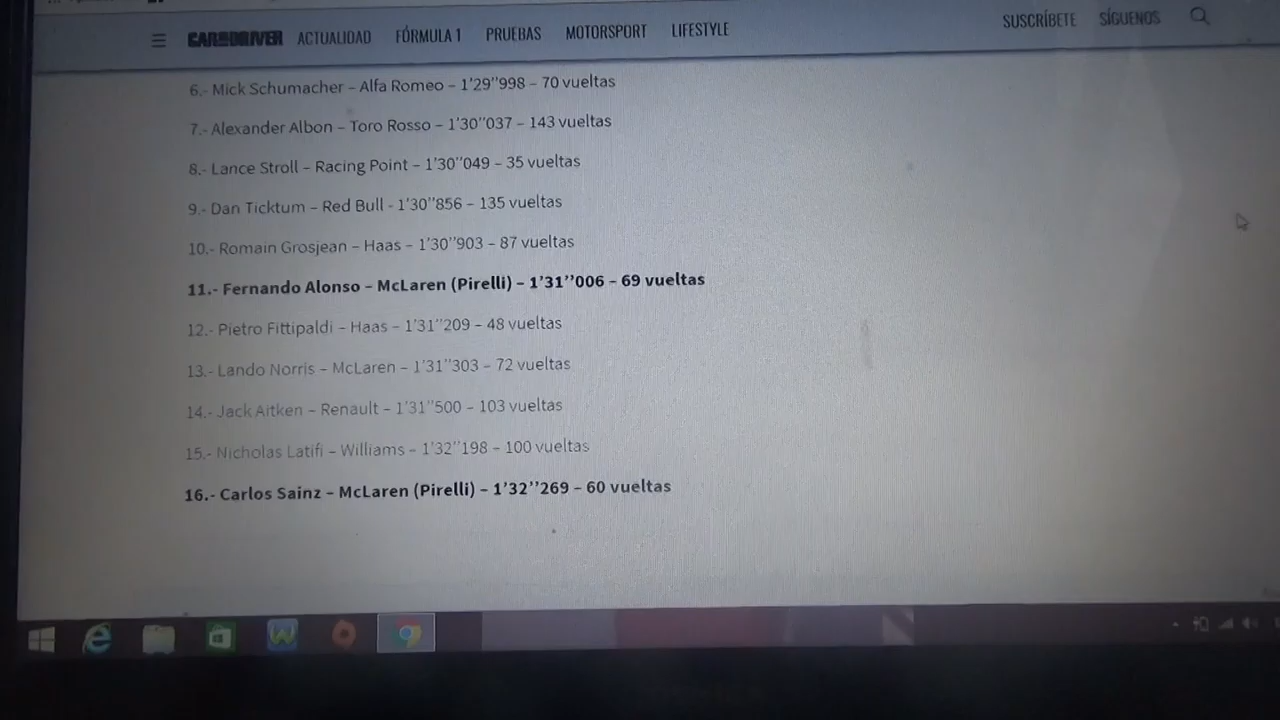 CAR AND DRIVER ACTUALIDAD FÓRMULA 1 PRUEBAS MOTORSPORT LIFESTYLE SUSCRÍBETE SÍGUENOS
6.- Mick Schumacher – Alfa Romeo – 1'29''998 – 70 vueltas
7.- Alexander Albon – Toro Rosso – 1'30''037 – 143 vueltas
8.- Lance Stroll – Racing Point – 1'30''049 – 35 vueltas
9.- Dan Ticktum – Red Bull - 1'30''856 – 135 vueltas
10.- Romain Grosjean – Haas – 1'30''903 – 87 vueltas
11.- Fernando Alonso – McLaren (Pirelli) – 1'31''006 – 69 vueltas
12.- Pietro Fittipaldi – Haas – 1'31''209 – 48 vueltas
13.- Lando Norris – McLaren – 1'31''303 – 72 vueltas
14.- Jack Aitken – Renault – 1'31''500 – 103 vueltas
15.- Nicholas Latifi – Williams – 1'32''198 – 100 vueltas
16.- Carlos Sainz – McLaren (Pirelli) – 1'32''269 – 60 vueltas